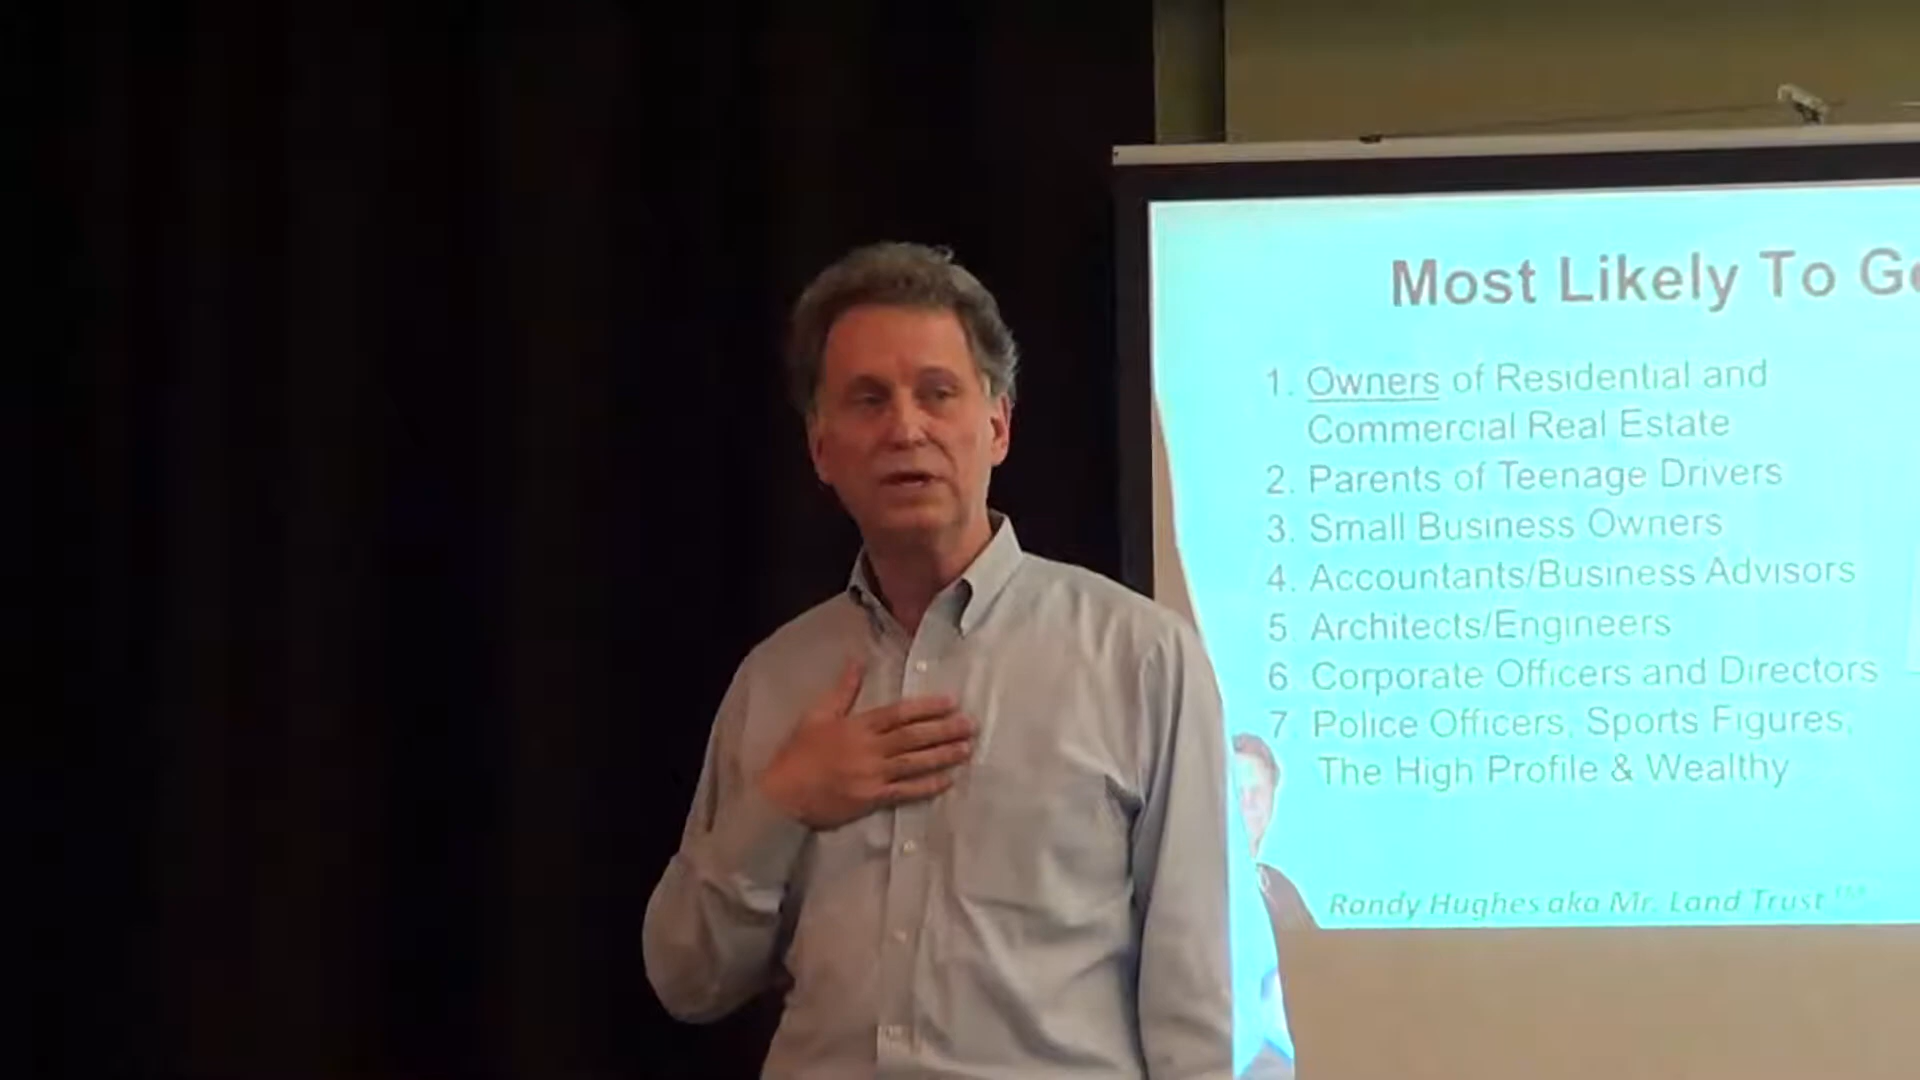 Most Likely To Ge
1. Owners of Residential and
Commercial Real Estate
2. Parents of Teenage Drivers
3. Small Business Owners
4. Accountants/Business Advisors
5. Architects/Engineers
6. Corporate Officers and Directors
7. Police Officers, Sports Figures,
The High Profile & Wealthy
Randy Hughes aka Mr. Land Trust